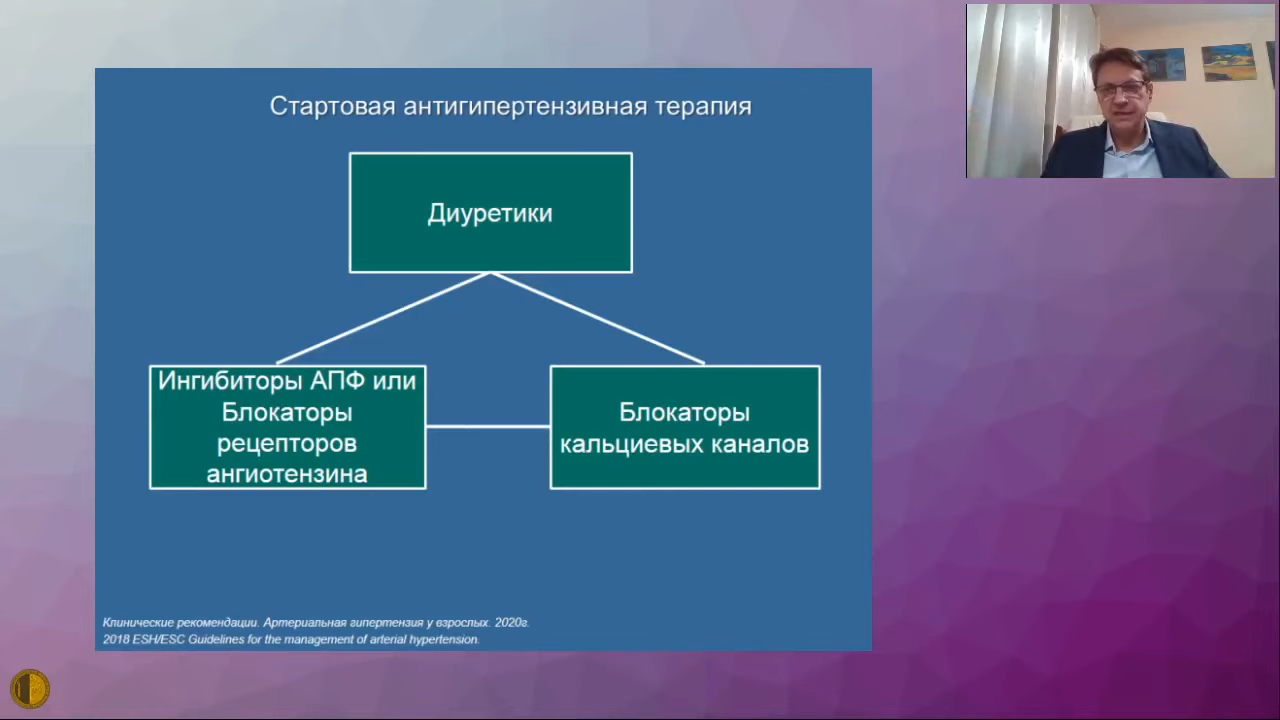 Стартовая антигипертензивная терапия
Диуретики
Ингибиторы АПФ или
Блокаторы
рецепторов
ангиотензина
Блокаторы
кальциевых каналов
Клинические рекомендации. Артериальная гипертензия у взрослых. 2020г.
2018 ESH/ESC Guidelines for the management of arterial hypertension.